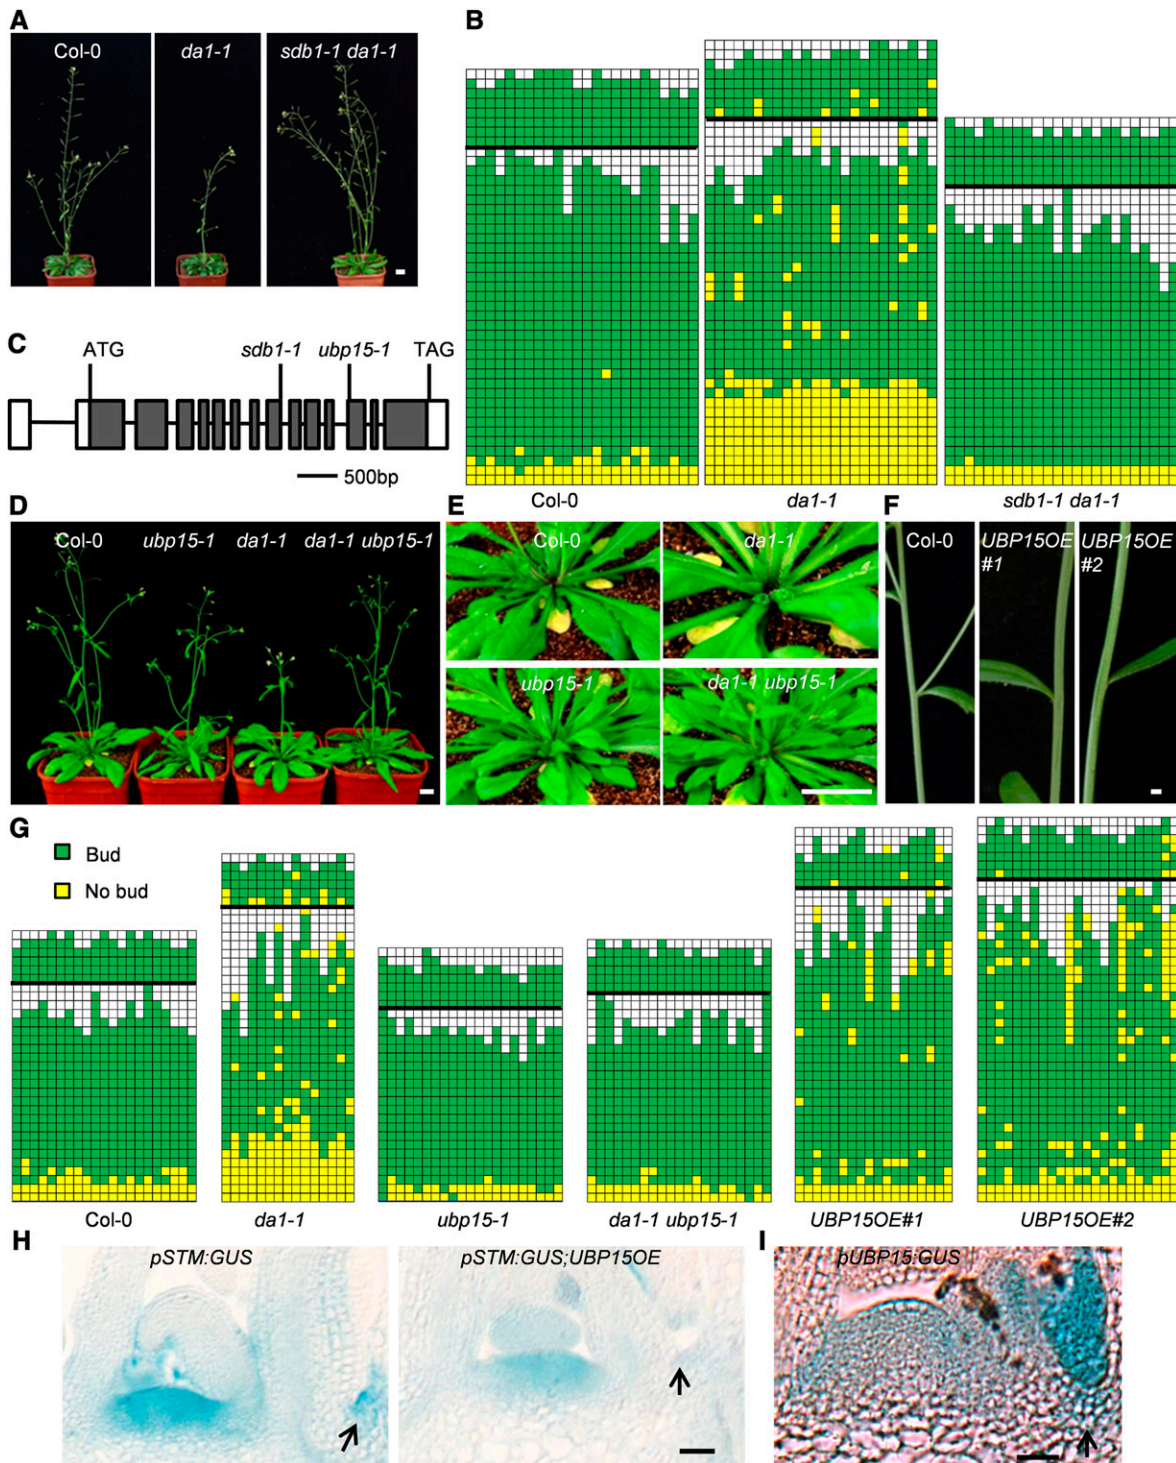 A
Col-0
da1-1
sdb1-1 da1-1
B
Col-0
da1-1
sdb1-1 da1-1
C
ATG
sdb1-1
ubp15-1
TAG
500bp
D
Col-0
ubp15-1
da1-1
da1-1 ubp15-1
E
Col-0
da1-1
ubp15-1
da1-1 ubp15-1
F
Col-0
UBP15OE
#1
UBP15OE
#2
G
Bud
No bud
Col-0
da1-1
ubp15-1
da1-1 ubp15-1
UBP15OE#1
UBP15OE#2
H
pSTM:GUS
pSTM:GUS;UBP15OE
I
pUBP15:GUS